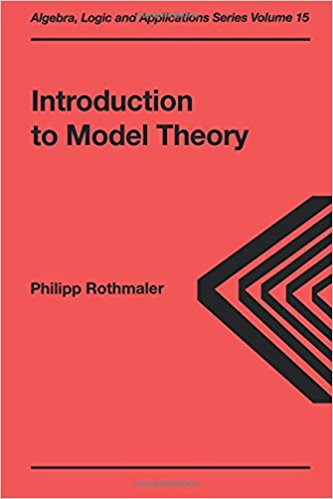 Algebra, Logic and Applications Series Volume 15
Introduction
to Model Theory
Philipp Rothmaler